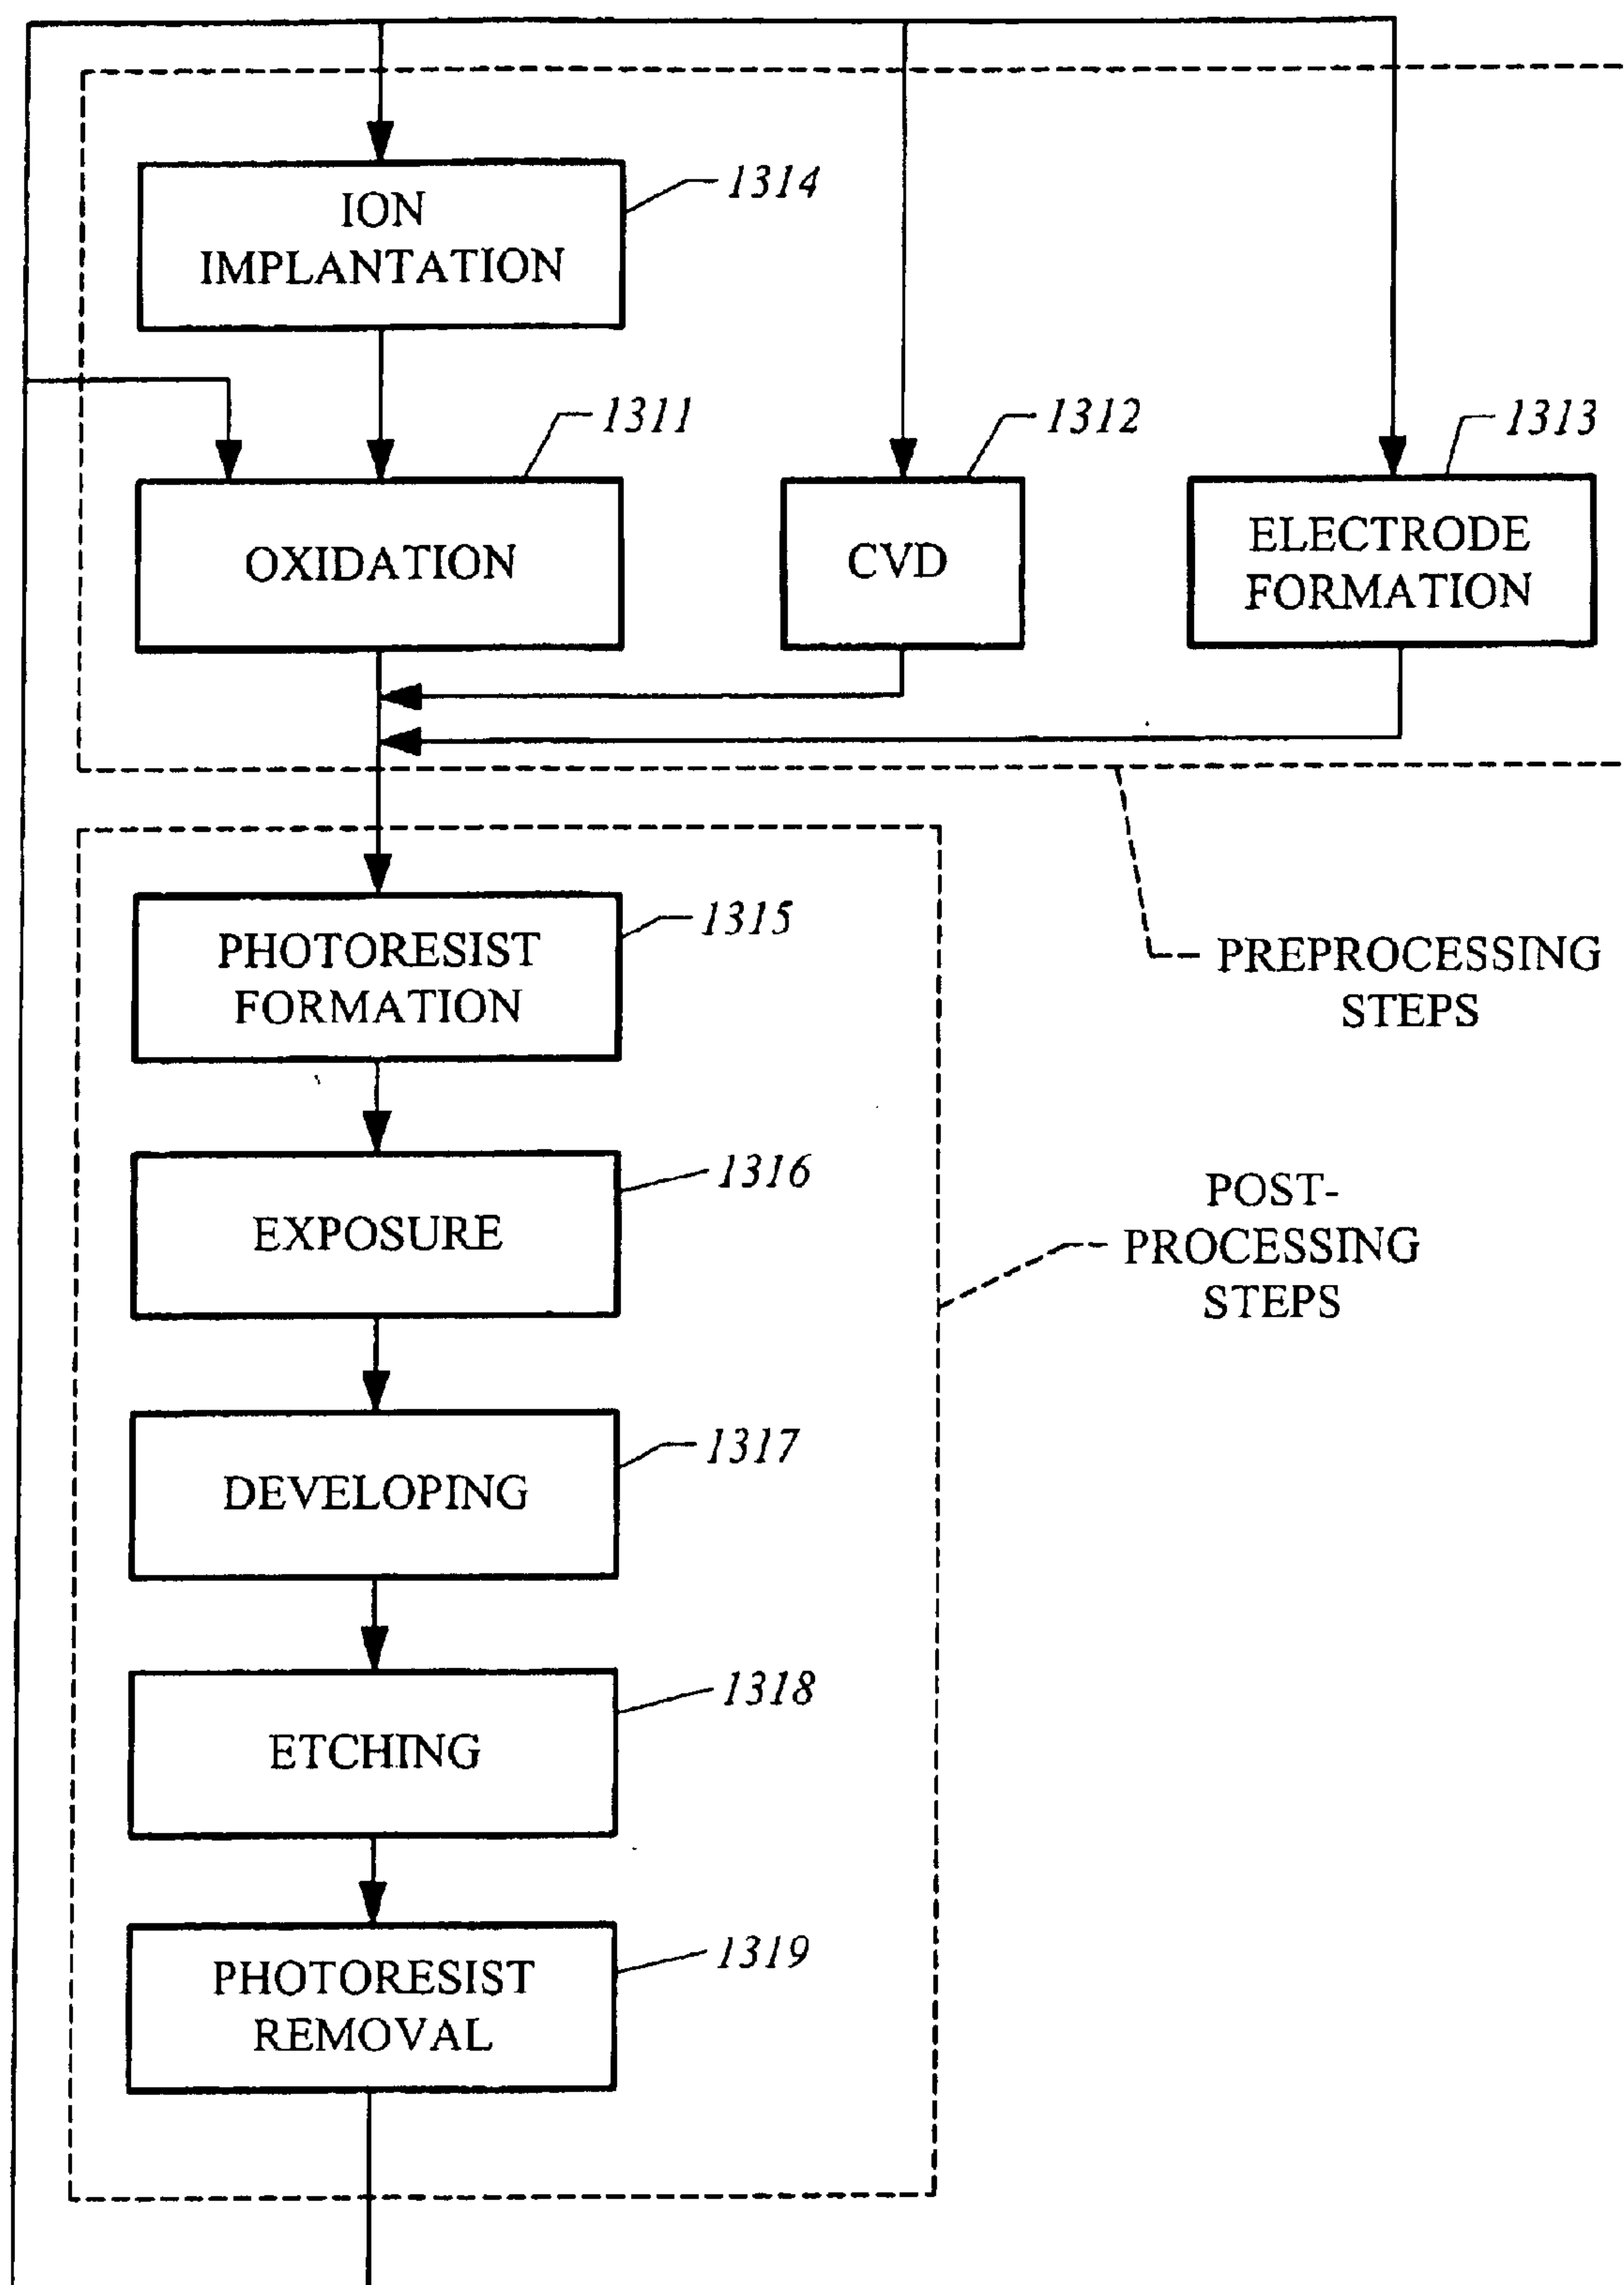 1314
ION
IMPLANTATION
1311
1312
1313
OXIDATION
CVD
ELECTRODE
FORMATION
1315
PHOTORESIST
FORMATION
PREPROCESSING
STEPS
1316
EXPOSURE
POST-
PROCESSING
STEPS
1317
DEVELOPING
1318
ETCHING
1319
PHOTORESIST
REMOVAL